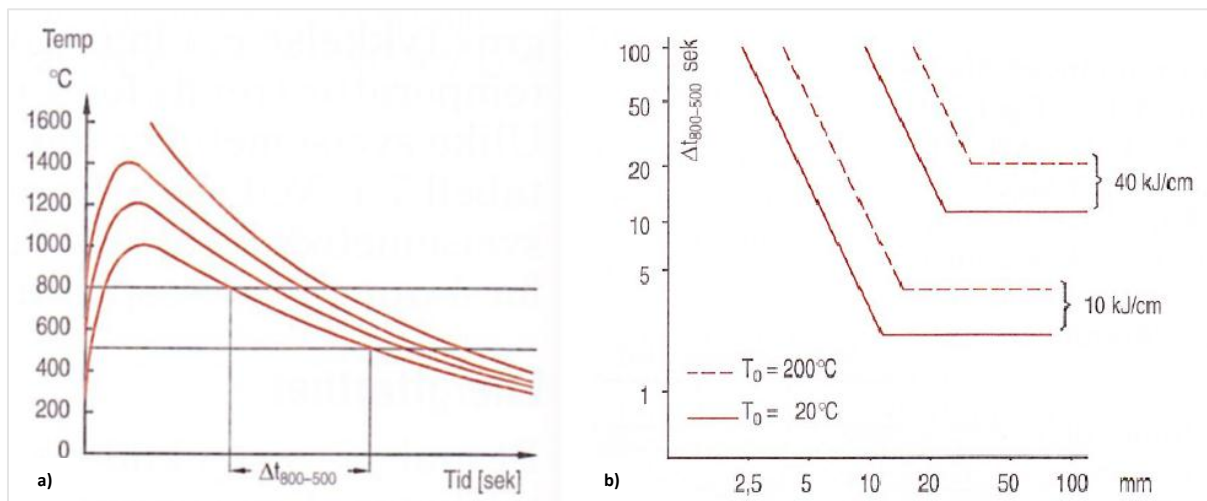 Temp
°C
1600
1400
1200
1000
800
600
400
200
0
Δt800–500
Tid [sek]
a)
Δt800–500 sek
100
50
20
10
5
1
40 kJ/cm
10 kJ/cm
T0 = 200°C
T0 = 20°C
2,5 5 10 20 50 100 mm
b)